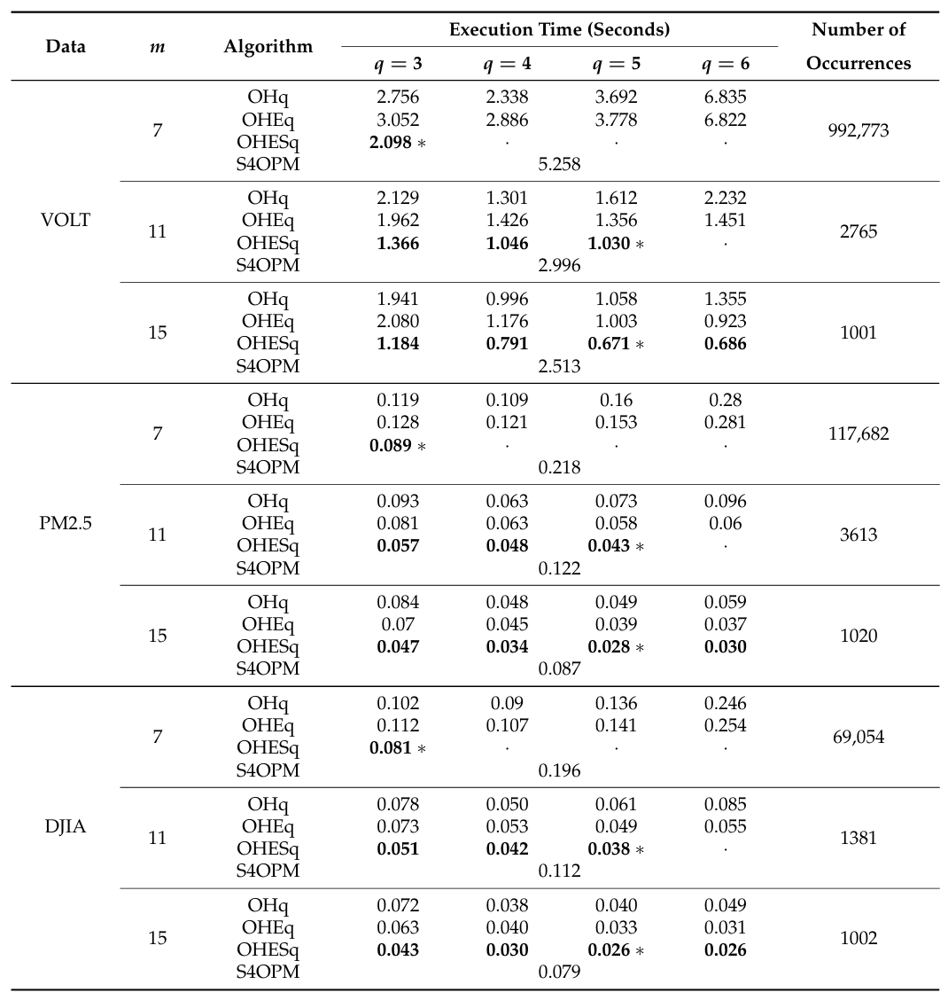 Data m Algorithm Execution Time (Seconds) Number of Occurrences
q = 3 q = 4 q = 5 q = 6
VOLT
7
OHq 2.756 2.338 3.692 6.835
OHEq 3.052 2.886 3.778 6.822
OHESq 2.098 ∗ · · ·
S4OPM 5.258
992,773
11
OHq 2.129 1.301 1.612 2.232
OHEq 1.962 1.426 1.356 1.451
OHESq 1.366 1.046 1.030 ∗ ·
S4OPM 2.996
2765
15
OHq 1.941 0.996 1.058 1.355
OHEq 2.080 1.176 1.003 0.923
OHESq 1.184 0.791 0.671 ∗ 0.686
S4OPM 2.513
1001
PM2.5
7
OHq 0.119 0.109 0.16 0.28
OHEq 0.128 0.121 0.153 0.281
OHESq 0.089 ∗ · · ·
S4OPM 0.218
117,682
11
OHq 0.093 0.063 0.073 0.096
OHEq 0.081 0.063 0.058 0.06
OHESq 0.057 0.048 0.043 ∗ ·
S4OPM 0.122
3613
15
OHq 0.084 0.048 0.049 0.059
OHEq 0.07 0.045 0.039 0.037
OHESq 0.047 0.034 0.028 ∗ 0.030
S4OPM 0.087
1020
DJIA
7
OHq 0.102 0.09 0.136 0.246
OHEq 0.112 0.107 0.141 0.254
OHESq 0.081 ∗ · · ·
S4OPM 0.196
69,054
11
OHq 0.078 0.050 0.061 0.085
OHEq 0.073 0.053 0.049 0.055
OHESq 0.051 0.042 0.038 ∗ ·
S4OPM 0.112
1381
15
OHq 0.072 0.038 0.040 0.049
OHEq 0.063 0.040 0.033 0.031
OHESq 0.043 0.030 0.026 ∗ 0.026
S4OPM 0.079
1002